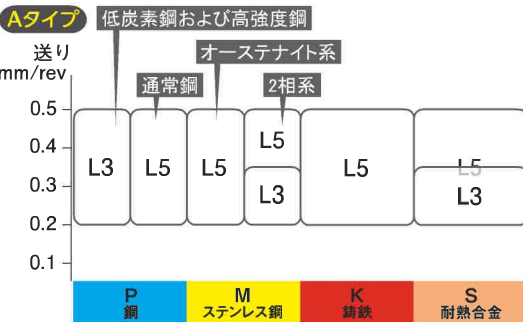 Aタイプ
低炭素鋼および高強度鋼
送り
mm/rev
オーステナイト系
通常鋼
2相系
0.5
0.4
0.3
0.2
0.1
L3
L5
L5
L5
L3
L5
L5
L3
P
鋼
M
ステンレス鋼
K
鋳鉄
S
耐熱合金